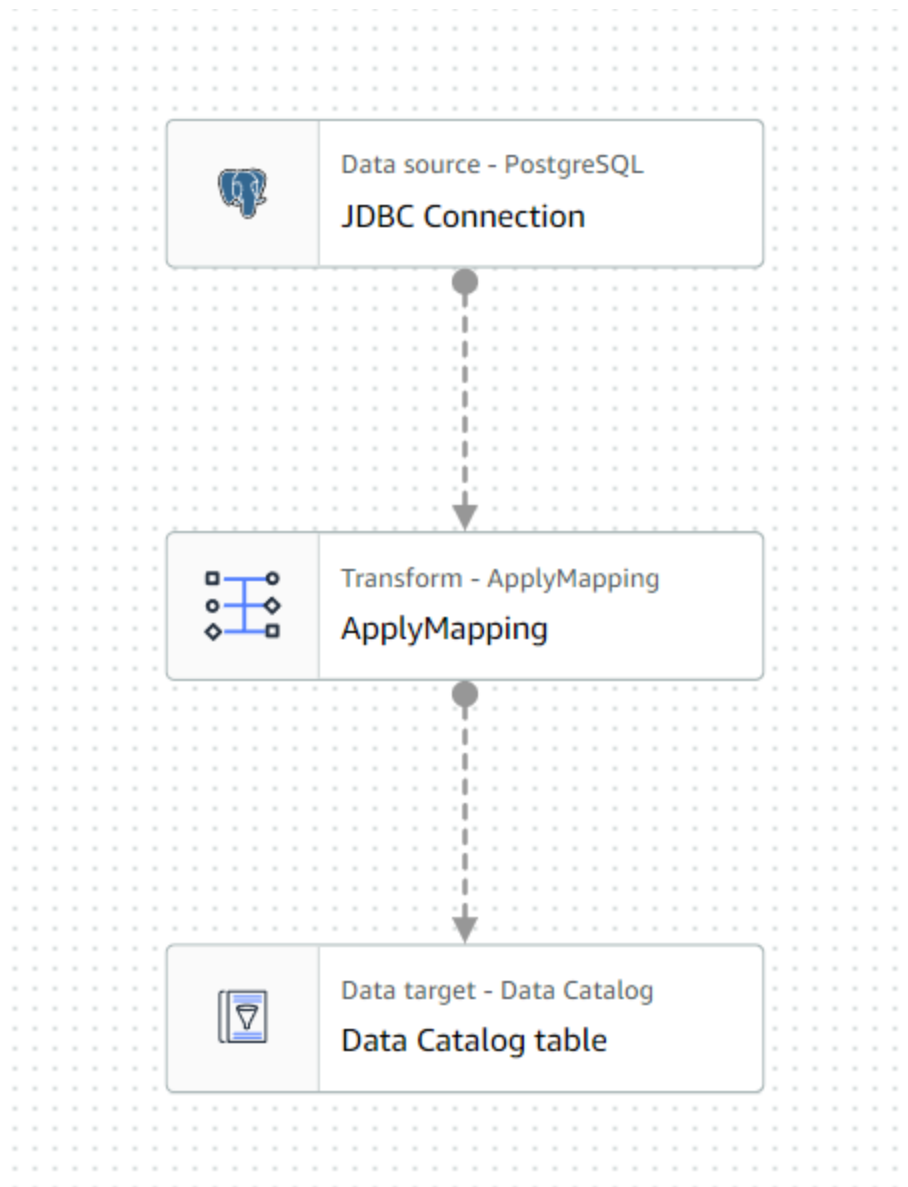 Data source - PostgreSQL
JDBC Connection
Transform - ApplyMapping
ApplyMapping
Data target - Data Catalog
Data Catalog table